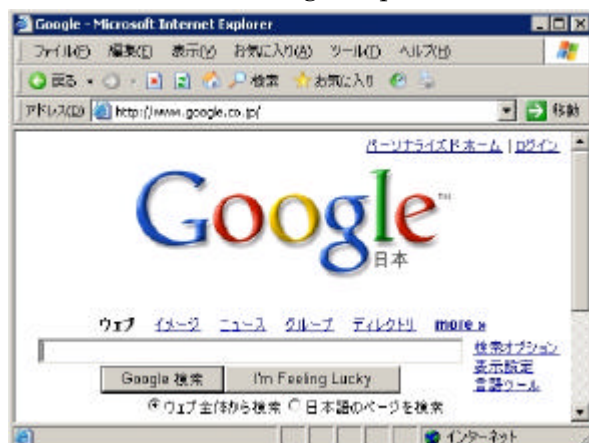 Google - Microsoft Internet Explorer
ファイル(F) 編集(E) 表示(V) お気に入り(A) ツール(T) ヘルプ(H)
戻る 検索 お気に入り
アドレス(D) http://www.google.co.jp/ 移動
パーソナライズド ホーム | ログイン
Google™
日本
ウェブ イメージ ニュース グループ ディレクトリ more »
検索オプション
表示設定
言語ツール
Google 検索 I'm Feeling Lucky
ウェブ全体から検索 日本語のページを検索
インターネット